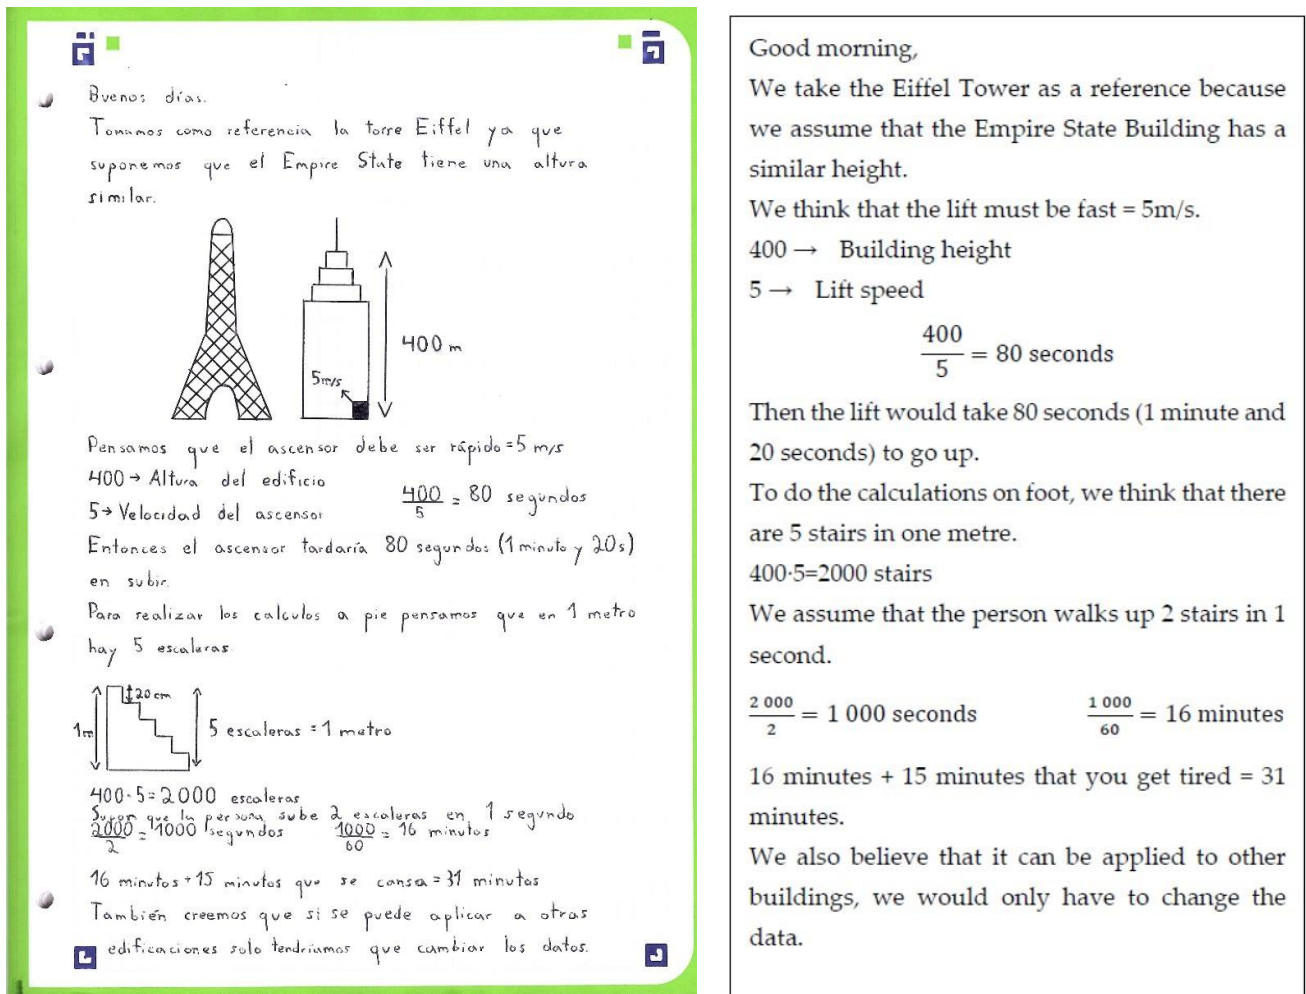 Buenos días.
Tomamos como referencia la torre Eiffel ya que
suponemos que el Empire State tiene una altura
similar.
400 m
5m/s
Pensamos que el ascensor debe ser rápido = 5 m/s
400 → Altura del edificio
5 → Velocidad del ascensor
400/5 = 80 segundos
Entonces el ascensor tardaría 80 segundos (1 minuto y 20s)
en subir.
Para realizar los calculos a pie pensamos que en 1 metro
hay 5 escaleras.
1m
20 cm
5 escaleras = 1 metro
400·5=2000 escaleras
Supon que la persona sube 2 escaleras en 1 segundo
2000/2 = 1000 segundos 1000/60 = 16 minutos
16 minutos + 15 minutos que se cansa = 31 minutos
También creemos que si se puede aplicar a otras
edificaciones solo tendríamos que cambiar los datos.
Good morning,
We take the Eiffel Tower as a reference because
we assume that the Empire State Building has a
similar height.
We think that the lift must be fast = 5m/s.
400 → Building height
5 → Lift speed
400/5 = 80 seconds
Then the lift would take 80 seconds (1 minute and
20 seconds) to go up.
To do the calculations on foot, we think that there
are 5 stairs in one metre.
400·5=2000 stairs
We assume that the person walks up 2 stairs in 1
second.
2 000/2 = 1 000 seconds 1 000/60 = 16 minutes
16 minutes + 15 minutes that you get tired = 31
minutes.
We also believe that it can be applied to other
buildings, we would only have to change the
data.